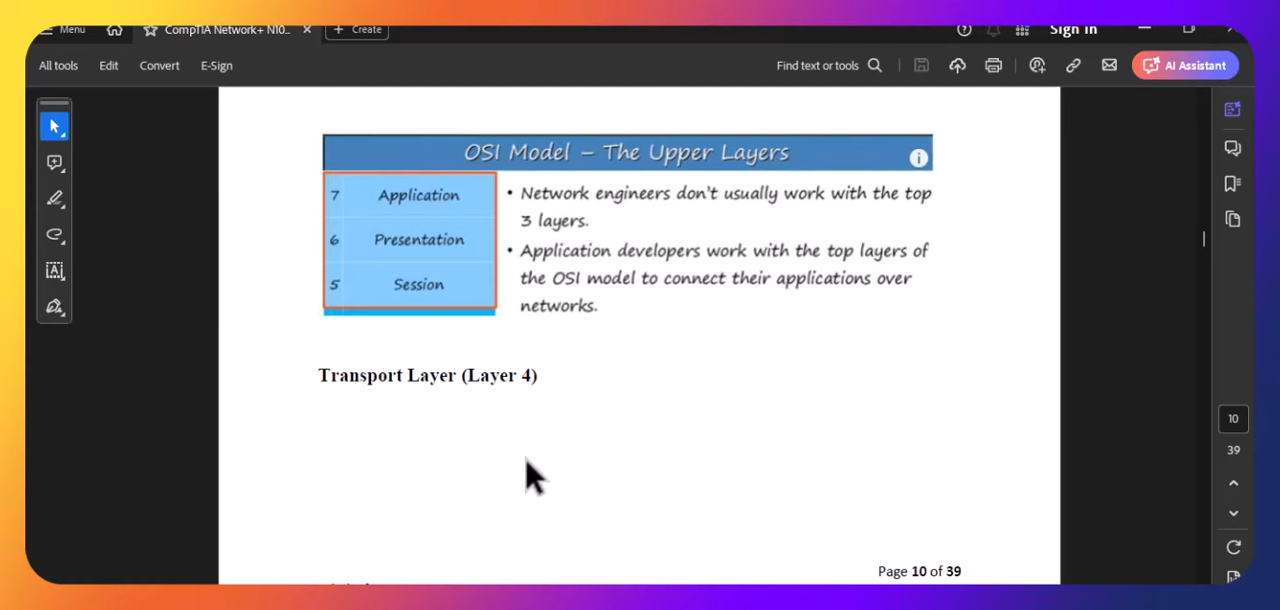 Menu
CompTIA Network+ N10...
Create
Sign in
All tools
Edit
Convert
E-Sign
Find text or tools
AI Assistant
OSI Model – The Upper Layers
i
7 Application
6 Presentation
5 Session
• Network engineers don't usually work with the top
3 layers.
• Application developers work with the top layers of
the OSI model to connect their applications over
networks.
Transport Layer (Layer 4)
10
39
Page 10 of 39